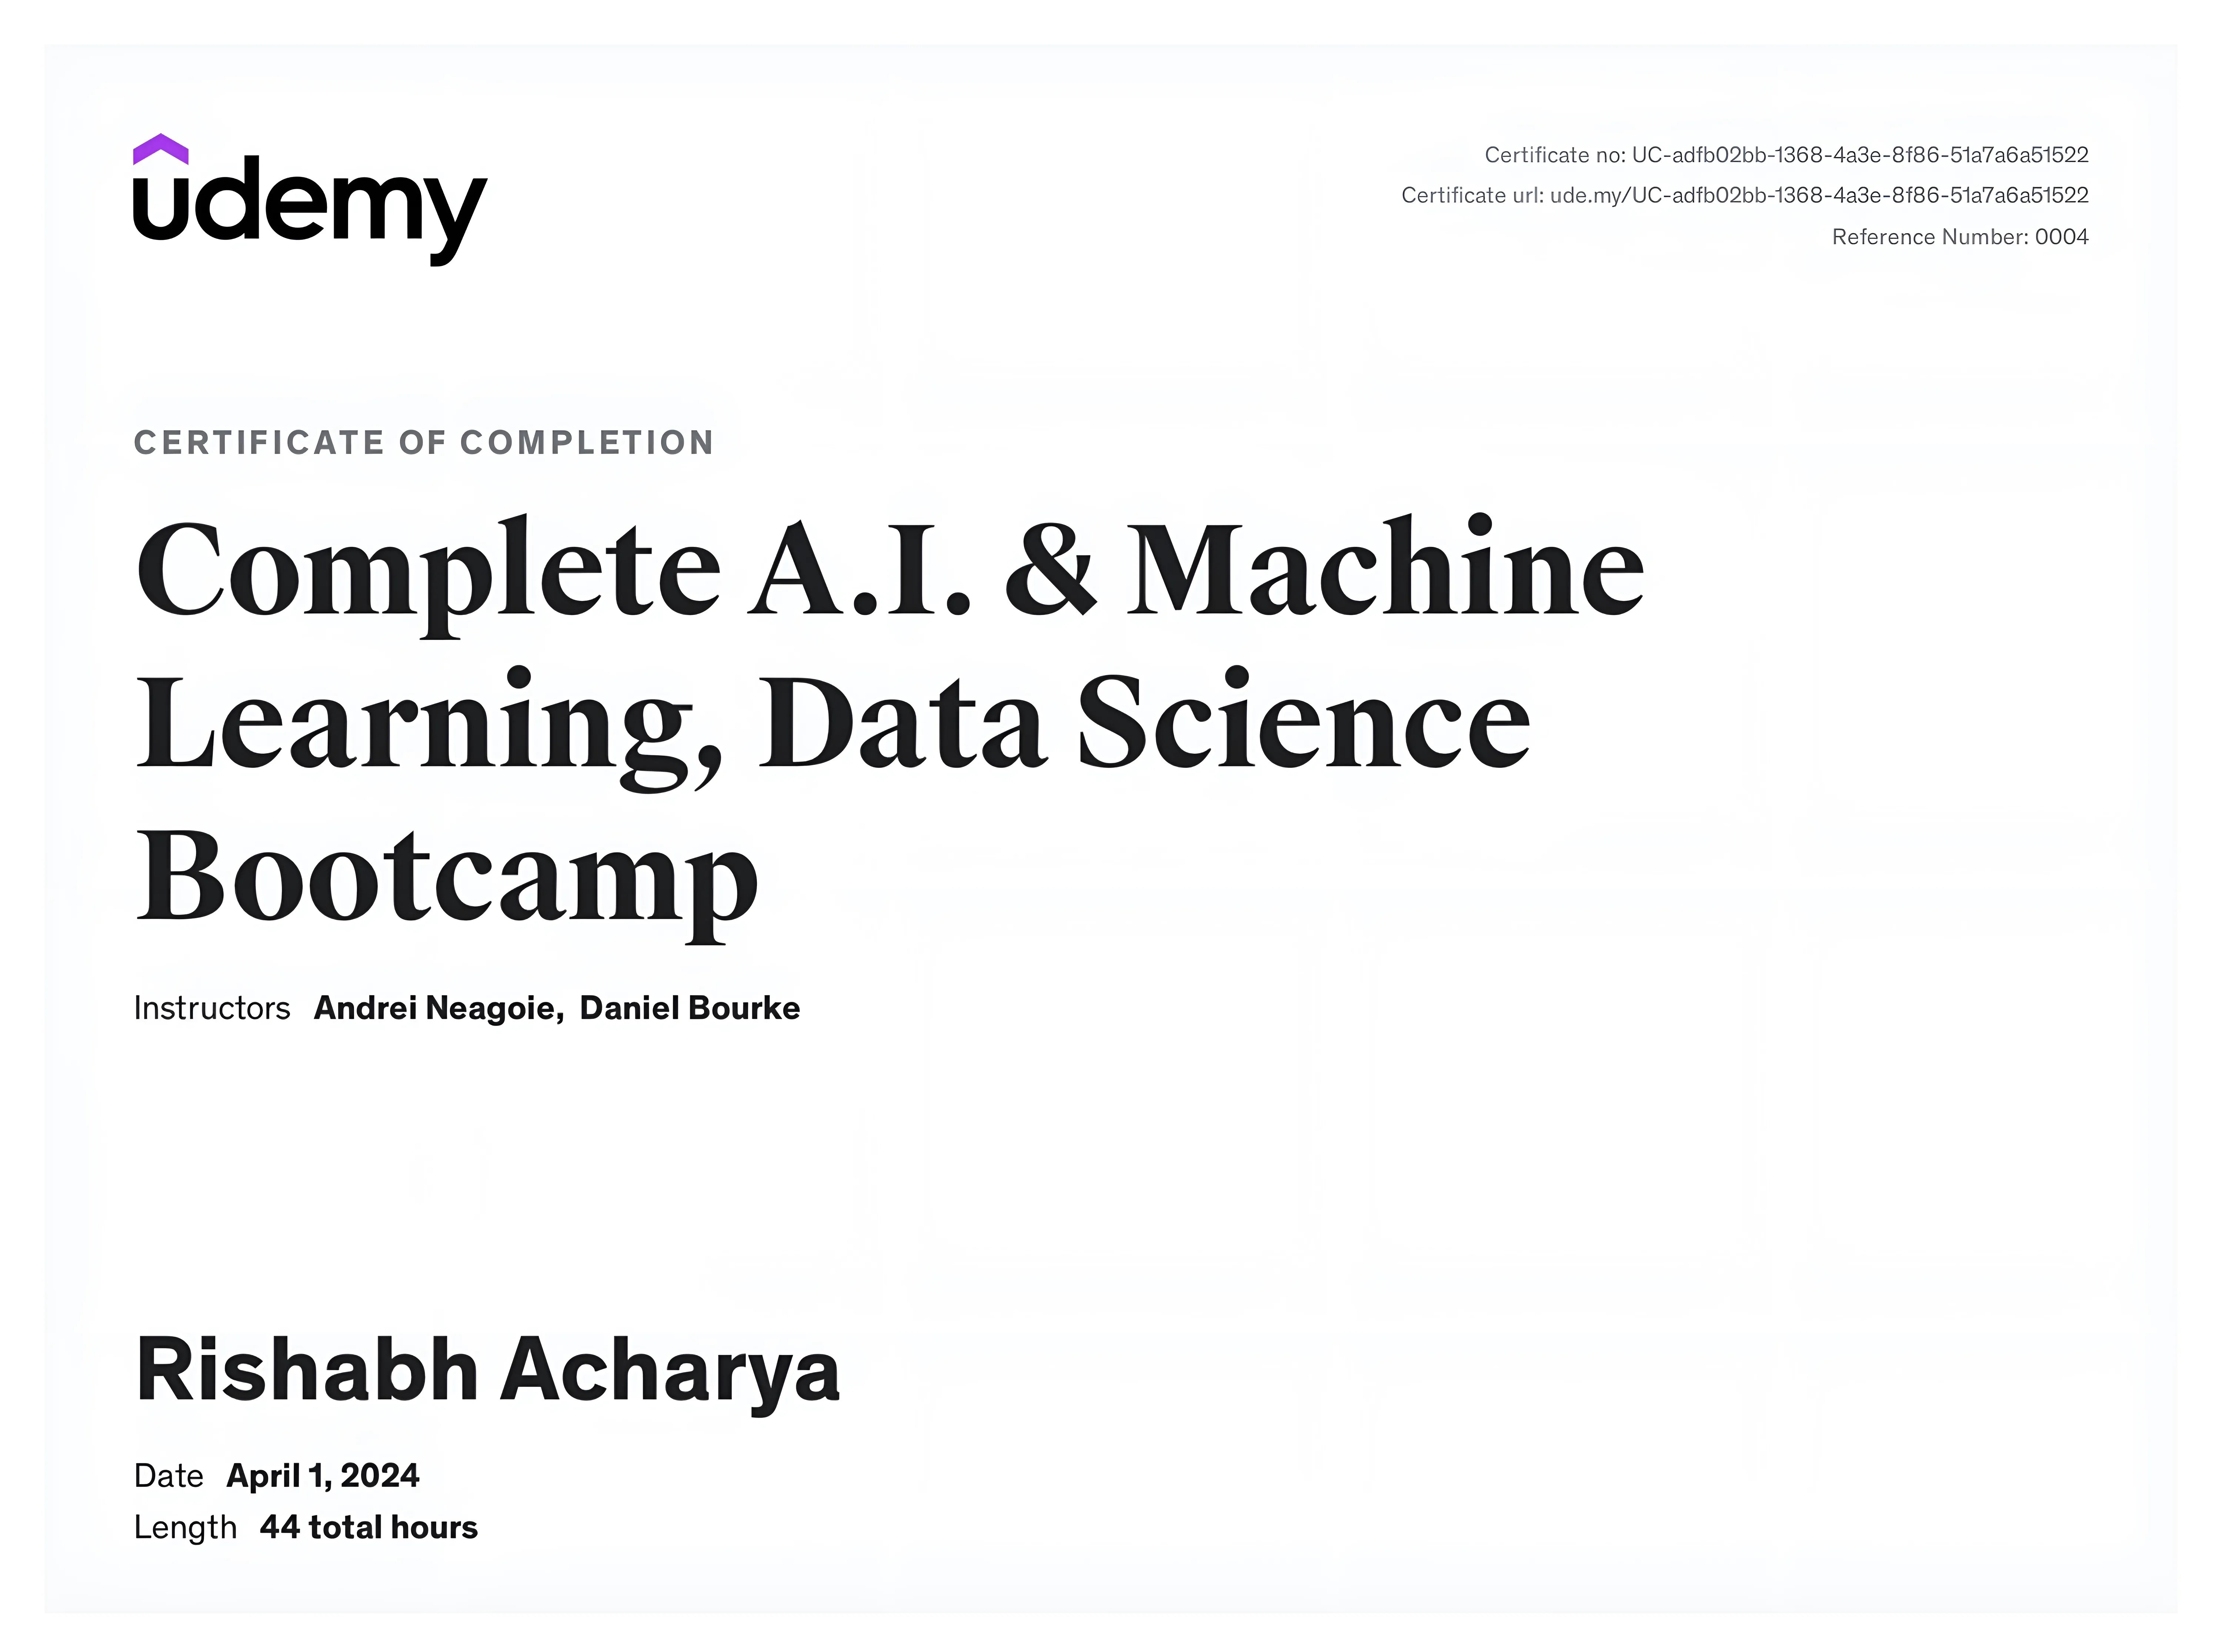 udemy
Certificate no: UC-adfb02bb-1368-4a3e-8f86-51a7a6a51522
Certificate url: ude.my/UC-adfb02bb-1368-4a3e-8f86-51a7a6a51522
Reference Number: 0004
CERTIFICATE OF COMPLETION
Complete A.I. & Machine
Learning, Data Science
Bootcamp
Instructors Andrei Neagoie, Daniel Bourke
Rishabh Acharya
Date April 1, 2024
Length 44 total hours